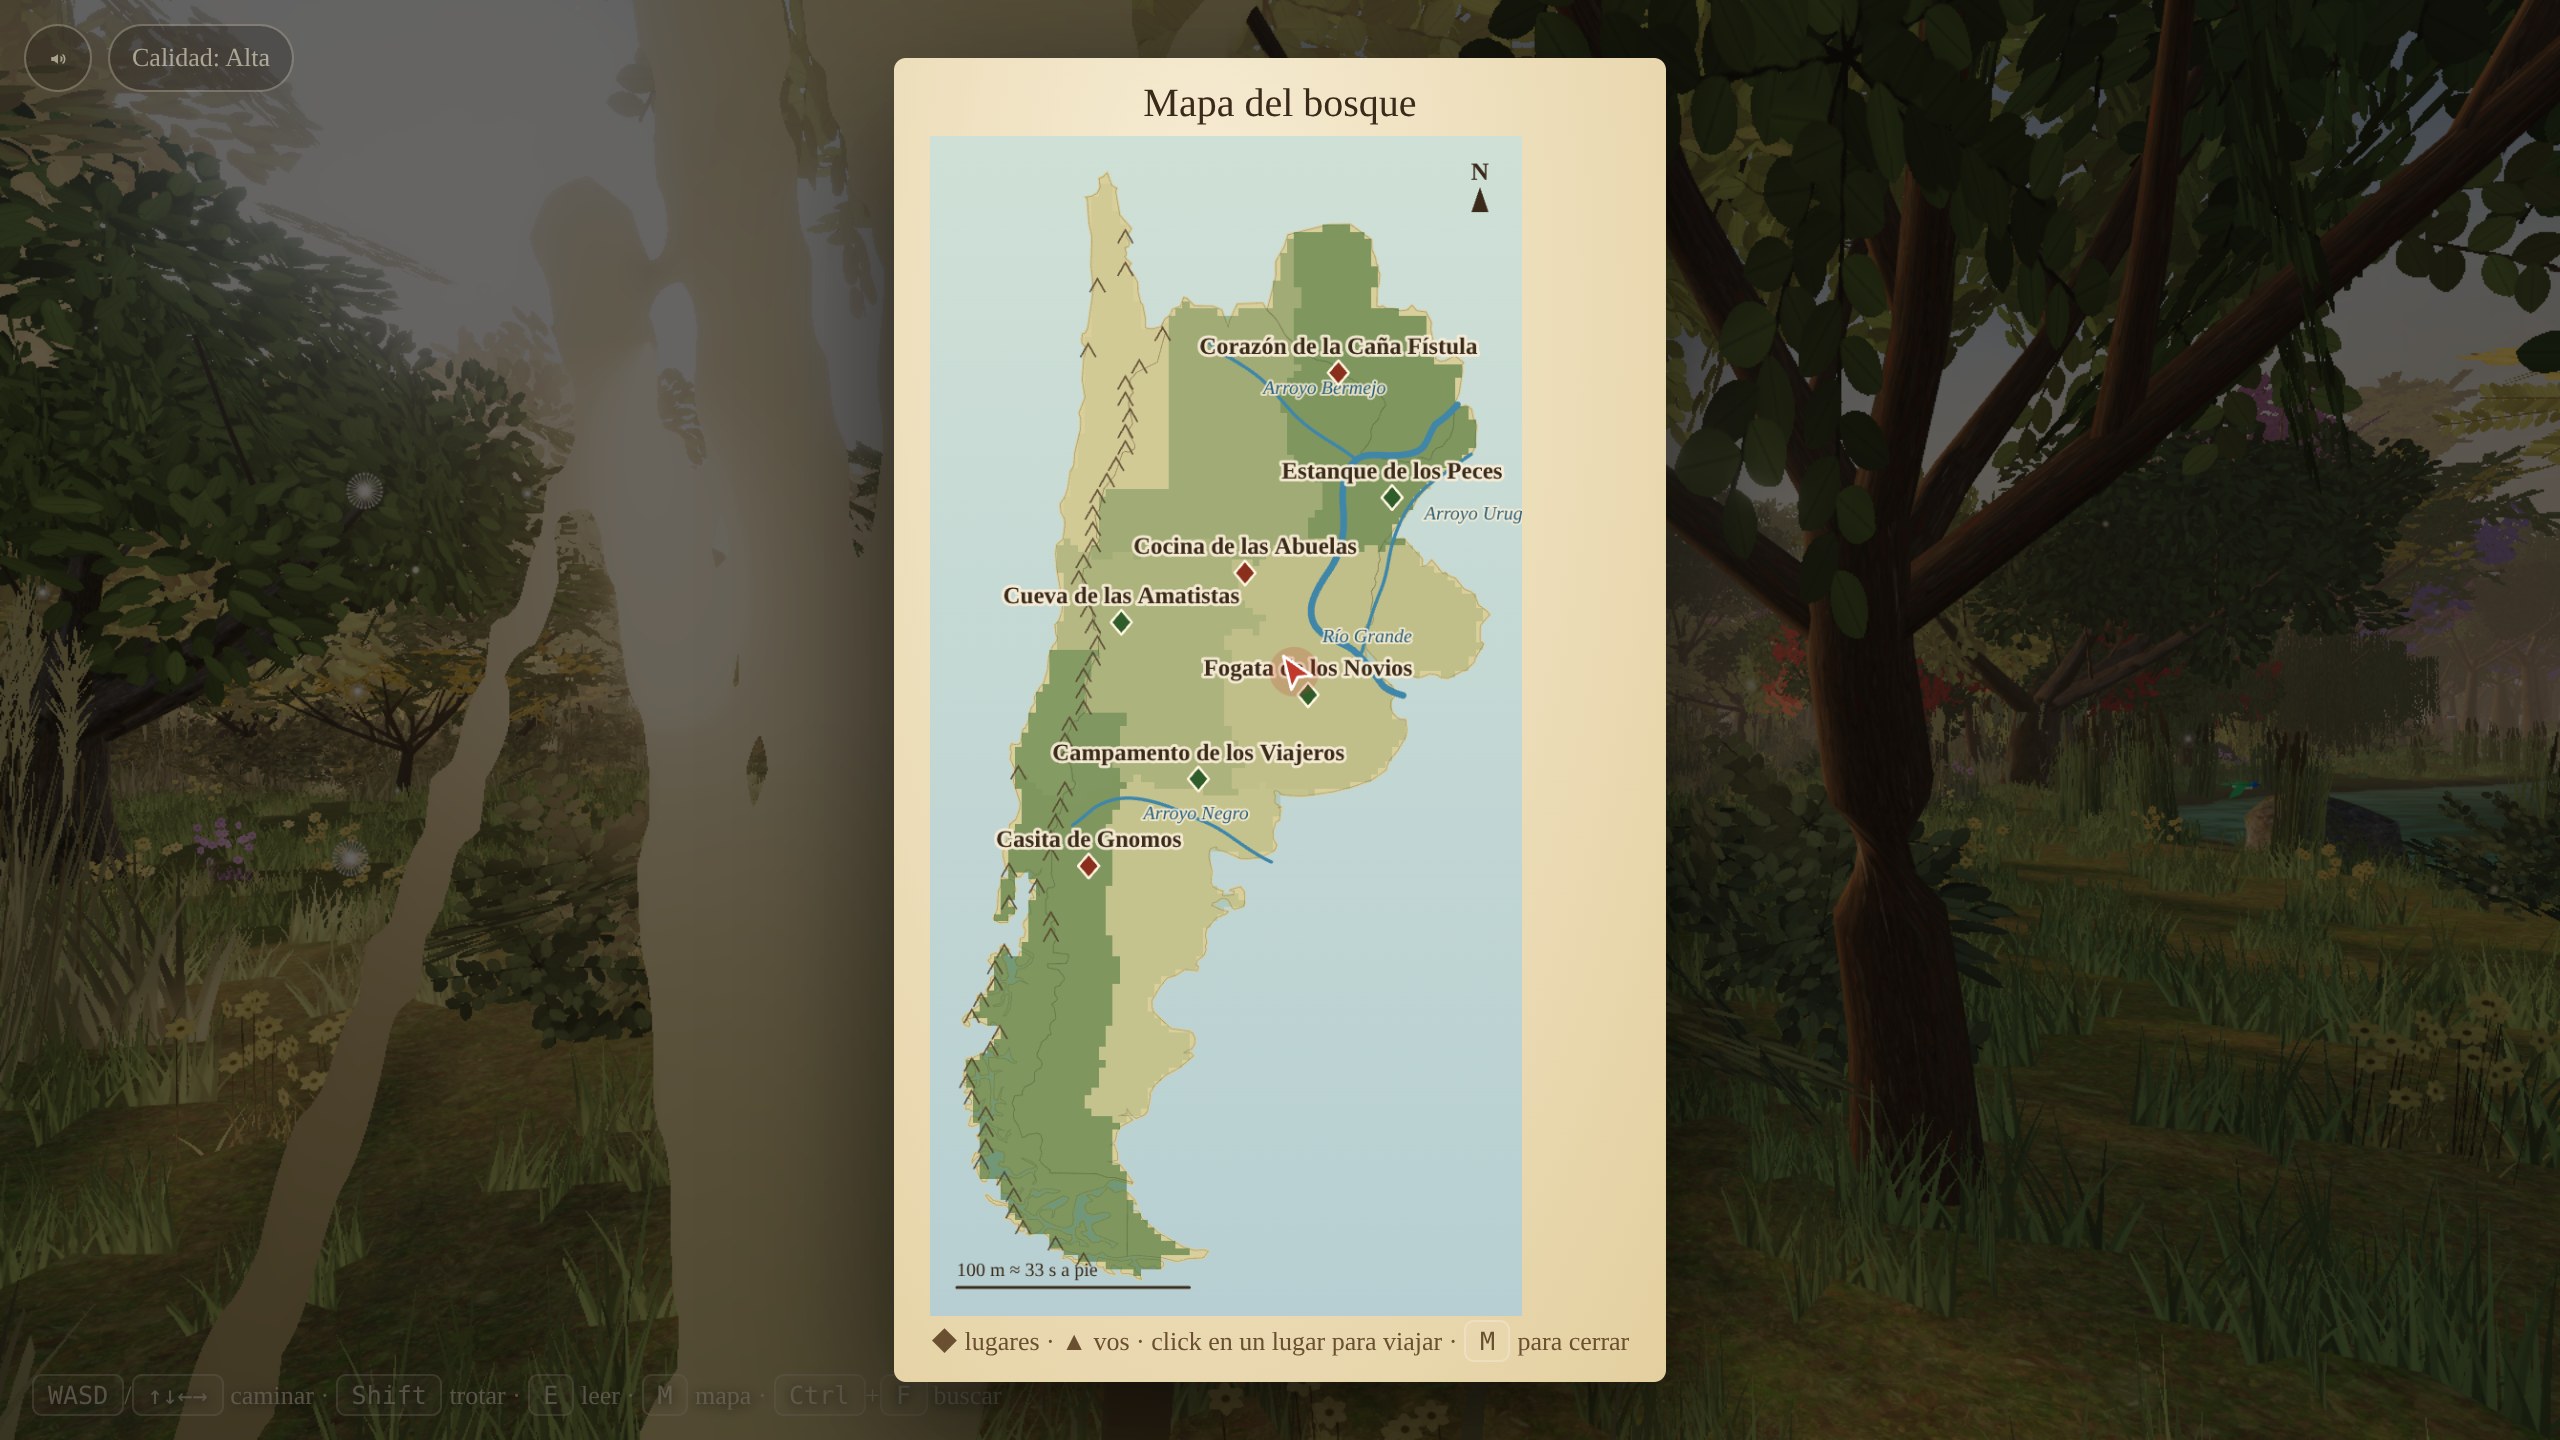 Calidad: Alta
Mapa del bosque
N
Corazón de la Caña Fístula
Arroyo Bermejo
Estanque de los Peces
Arroyo Urug
Cocina de las Abuelas
Cueva de las Amatistas
Río Grande
Fogata de los Novios
Campamento de los Viajeros
Arroyo Negro
Casita de Gnomos
100 m ≈ 33 s a pie
◆ lugares · ▲ vos · click en un lugar para viajar · M para cerrar
WASD / ↑↓←→ caminar · Shift trotar · E leer · M mapa · Ctrl + F buscar